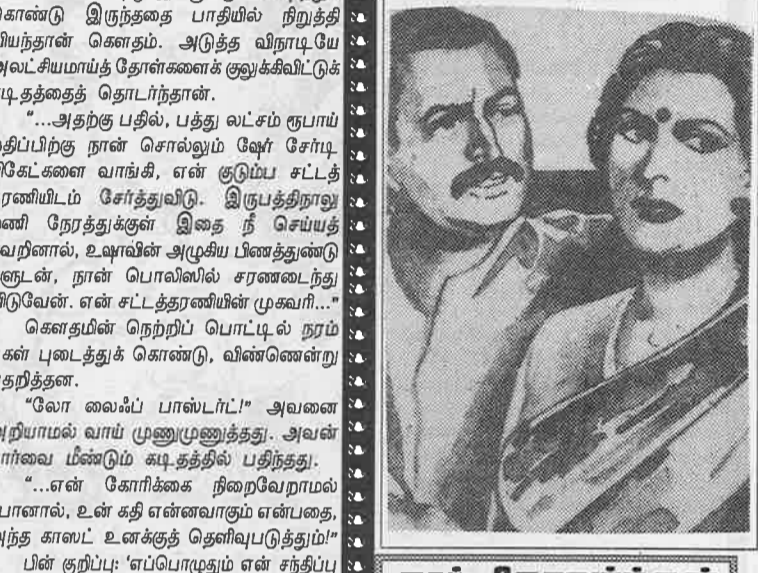 கொண்டு இருந்ததை பாதியில் நிறுத்தி
வியந்தான் கௌதம். அடுத்த விநாடியே
அலட்சியமாய்த் தோள்களைக் குலுக்கிவிட்டுக்
கடிதத்தைத் தொடர்ந்தான்.
“...அதற்கு பதில், பத்து லட்சம் ரூபாய்
மதிப்பிற்கு நான் சொல்லும் ஷேர் சேர்டி
பிகேட்களை வாங்கி, என் குடும்ப சட்டத்
தரணியிடம் சேர்த்துவிடு. இருபத்திநாலு
மணி நேரத்துக்குள் இதை நீ செய்யத்
தவறினால், உஷாவின் அழுகிய பிணத்துண்டு
களுடன், நான் பொலிஸில் சரணடைந்து
விடுவேன். என் சட்டத்தரணியின் முகவரி...”
கௌதமின் நெற்றிப் பொட்டில் நரம்
புகள் புடைத்துக் கொண்டு, விண்ணென்று
தெறித்தன.
“லோ லைஃப் பாஸ்டர்ட்!” அவனை
அறியாமல் வாய் முணுமுணுத்தது. அவன்
பார்வை மீண்டும் கடிதத்தில் பதிந்தது.
“...என் கோரிக்கை நிறைவேறாமல்
போனால், உன் கதி என்னவாகும் என்பதை,
அந்த காஸட் உனக்குத் தெளிவுபடுத்தும்!”
பின் குறிப்பு: ‘எப்பொழுதும் என் சந்திப்பு